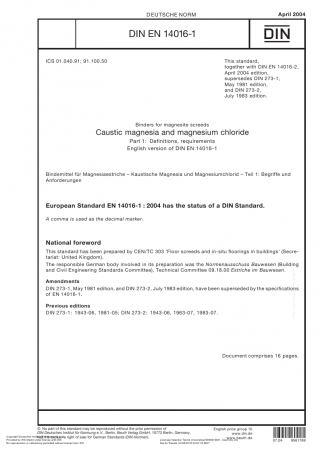 DEUTSCHE NORM
April 2004
DIN EN 14016-1
DIN
ICS 01.040.91; 91.100.50
This standard,
together with DIN EN 14016-2,
April 2004 edition,
supersedes DIN 273-1,
May 1981 edition,
and DIN 273-2,
July 1983 edition.
Binders for magnesite screeds
Caustic magnesia and magnesium chloride
Part 1: Definitions, requirements
English version of DIN EN 14016-1
Bindemittel für Magnesiaestriche – Kaustische Magnesia und Magnesiumchlorid – Teil 1: Begriffe und
Anforderungen
European Standard EN 14016-1 : 2004 has the status of a DIN Standard.
A comma is used as the decimal marker.
National foreword
This standard has been prepared by CEN/TC 303 'Floor screeds and in-situ floorings in buildings' (Secre-
tariat: United Kingdom).
The responsible German body involved in its preparation was the Normenausschuss Bauwesen (Building
and Civil Engineering Standards Committee), Technical Committee 09.18.00 Estriche im Bauwesen.
Amendments
DIN 273-1, May 1981 edition, and DIN 273-2, July 1983 edition, have been superseded by the specifications
of EN 14016-1.
Previous editions
DIN 273-1: 1943-06, 1981-05; DIN 273-2: 1943-06, 1963-07, 1983-07.
Document comprises 16 pages.
© No part of this standard may be reproduced without the prior permission of
DIN Deutsches Institut für Normung e.V., Berlin. Beuth Verlag GmbH, 10772 Berlin, Germany,
has the exclusive right of sale for German Standards (DIN-Normen).
English price group 10
www.din.de
www.beuth.de
07.04